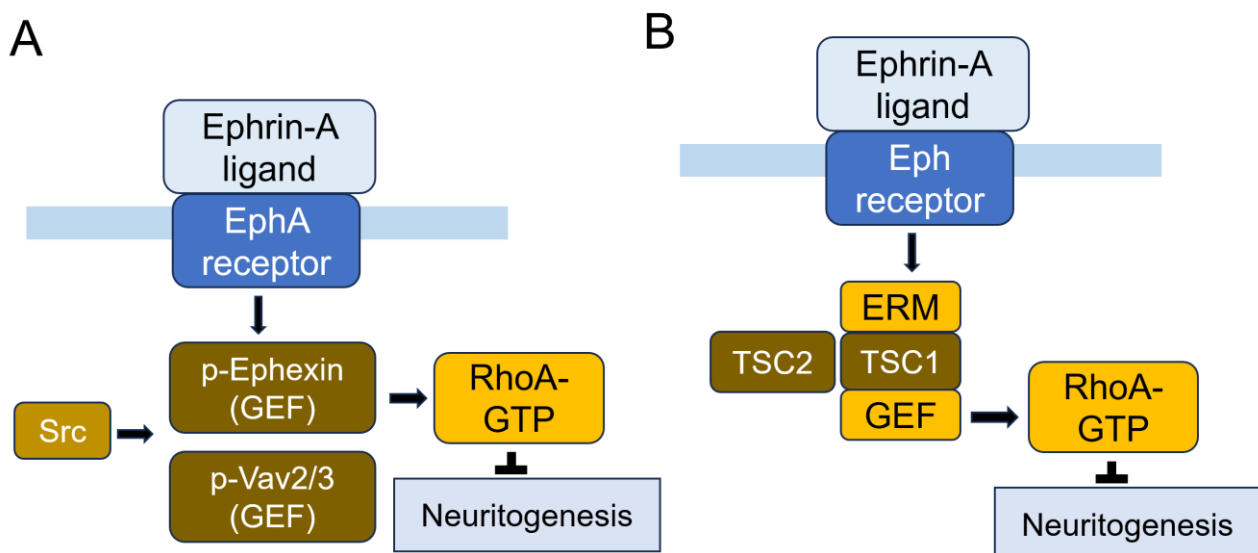 A
Ephrin-A
ligand
EphA
receptor
p-Ephexin
(GEF)
RhoA-
GTP
Src
p-Vav2/3
(GEF)
Neuritogenesis
B
Ephrin-A
ligand
Eph
receptor
ERM
TSC2
TSC1
GEF
RhoA-
GTP
Neuritogenesis